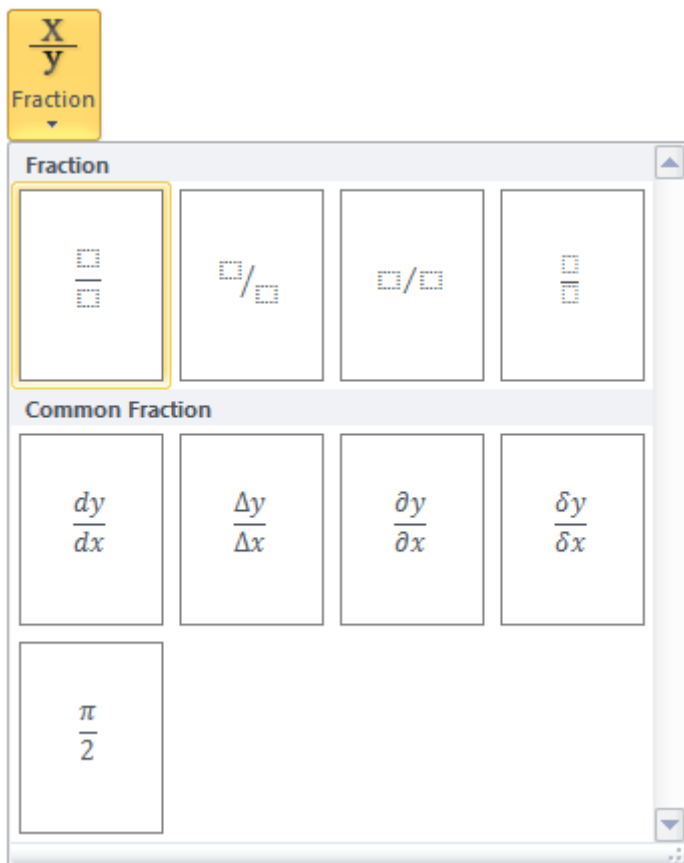 x
y
Fraction
Fraction
□/□ □/□ □/□ □/□
Common Fraction
dy/dx Δy/Δx ∂y/∂x δy/δx
π/2